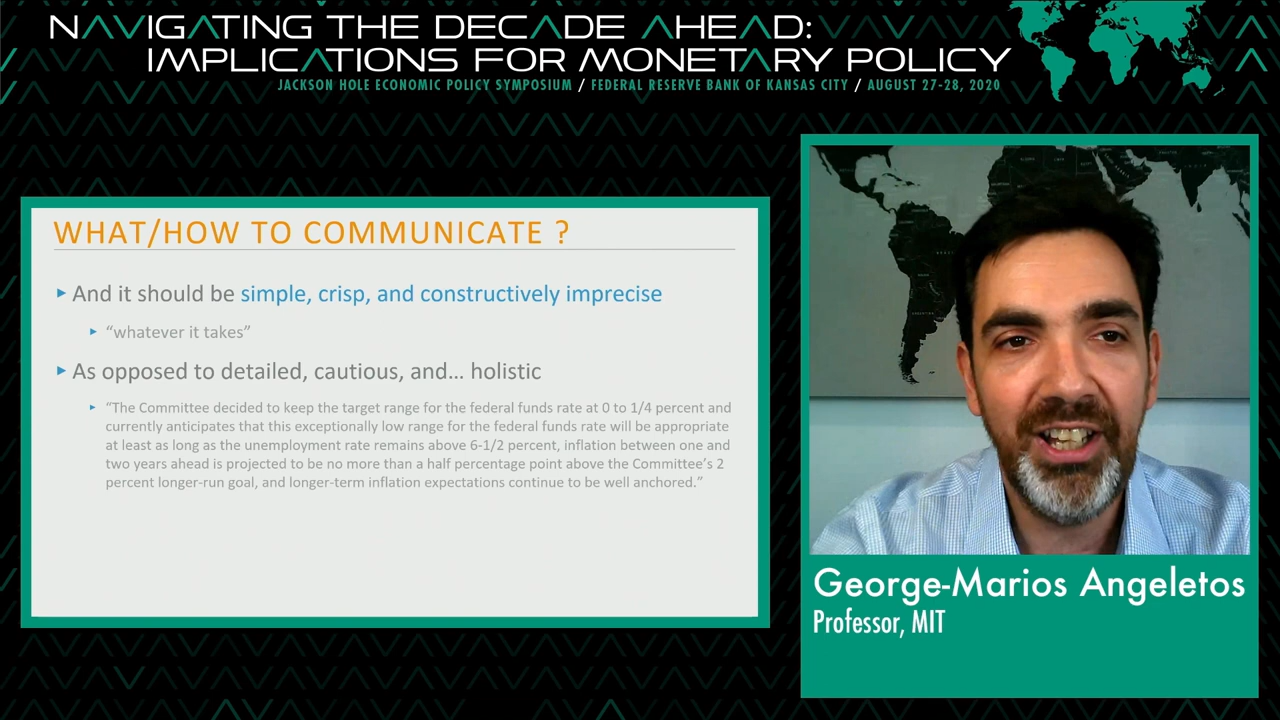 NAVIGATING THE DECADE AHEAD:
IMPLICATIONS FOR MONETARY POLICY
JACKSON HOLE ECONOMIC POLICY SYMPOSIUM / FEDERAL RESERVE BANK OF KANSAS CITY / AUGUST 27-28, 2020
WHAT/HOW TO COMMUNICATE ?
And it should be simple, crisp, and constructively imprecise
“whatever it takes”
As opposed to detailed, cautious, and... holistic
“The Committee decided to keep the target range for the federal funds rate at 0 to 1/4 percent and
currently anticipates that this exceptionally low range for the federal funds rate will be appropriate
at least as long as the unemployment rate remains above 6-1/2 percent, inflation between one and
two years ahead is projected to be no more than a half percentage point above the Committee’s 2
percent longer-run goal, and longer-term inflation expectations continue to be well anchored.”
George-Marios Angeletos
Professor, MIT